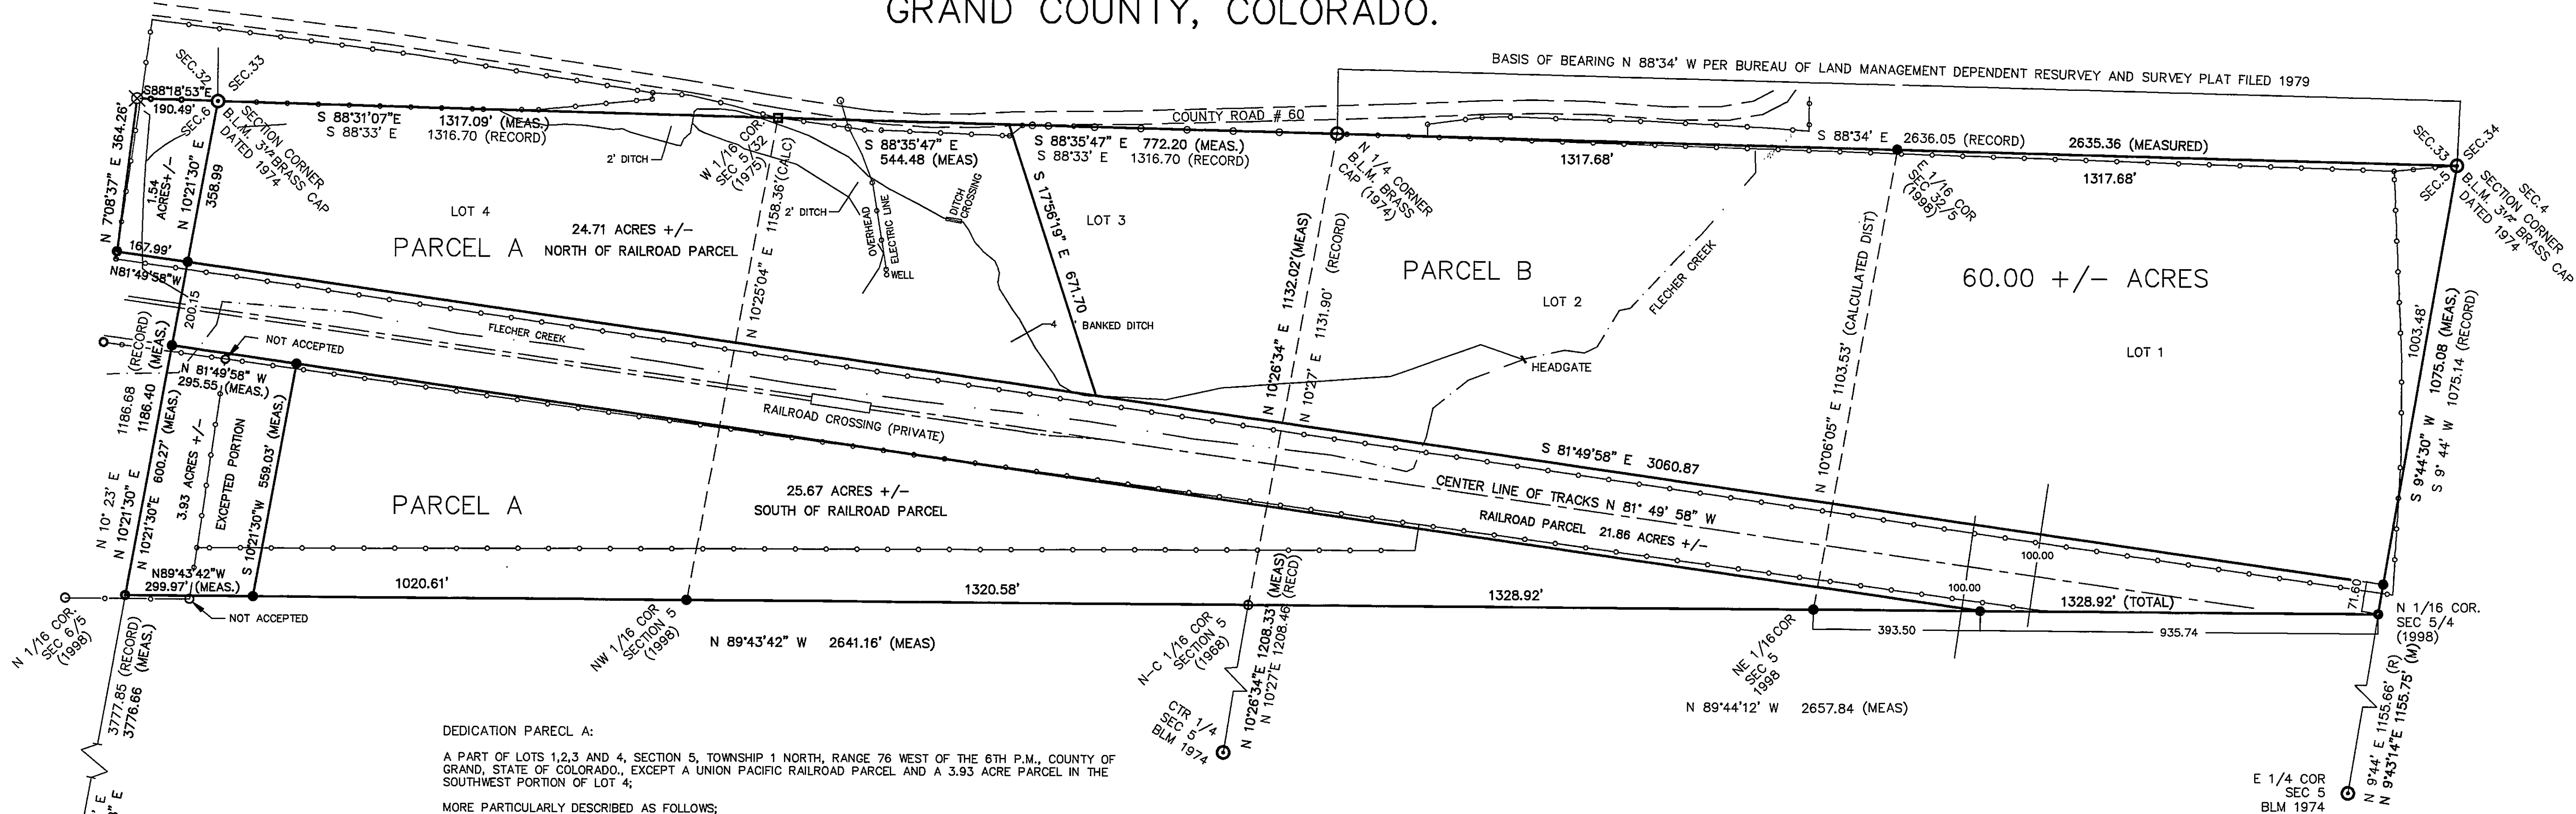 GRAND COUNTY, COLORADO.
BASIS OF BEARING N 88°34' W PER BUREAU OF LAND MANAGEMENT DEPENDENT RESURVEY AND SURVEY PLAT FILED 1979
SEC.32
SEC.33
S88°18'53"E
190.49'
SEC.6
SECTION CORNER
B.L.M. 3½ BRASS CAP
DATED 1974
N 7°08'37" E 364.26'
1.54
ACRES+/-
N 10°21'30" E
358.99
S 88°31'07"E 1317.09' (MEAS.)
S 88°33' E 1316.70 (RECORD)
2' DITCH
W 1/16 COR.
SEC 5/32
(1975)
N 10°25'04" E 1158.36'(CALC)
2' DITCH
OVERHEAD
ELECTRIC LINE
WELL
DITCH
CROSSING
S 88°35'47" E
544.48 (MEAS)
COUNTY ROAD # 60
S 88°35'47" E 772.20 (MEAS.)
S 88°33' E 1316.70 (RECORD)
S 17°56'19" E 671.70
LOT 3
N 1/4 CORNER
B.L.M. BRASS
CAP (1974)
1317.68'
S 88°34' E 2636.05 (RECORD) 2635.36 (MEASURED)
E 1/16 COR
SEC 32/5
(1998)
1317.68'
SEC.33
SEC.34
SEC.5
SEC.4
SECTION CORNER
B.L.M. 3½" BRASS CAP
DATED 1974
LOT 4
PARCEL A
24.71 ACRES +/-
NORTH OF RAILROAD PARCEL
167.99'
N81°49'58"W
200.15
4' BANKED DITCH
N 10°26'34" E 1132.02'(MEAS)
N 10°27' E 1131.90' (RECORD)
PARCEL B
LOT 2
FLECHER CREEK
HEADGATE
N 10°06'05" E 1103.53' (CALCULATED DIST)
60.00 +/- ACRES
LOT 1
1003.48'
S 9°44'30" W 1075.08 (MEAS.)
S 9° 44' W 1075.14 (RECORD)
FLECHER CREEK
NOT ACCEPTED
N 81°49'58" W
295.55 (MEAS.)
1186.68 (RECORD)
1186.40 (MEAS.)
N 10° 23' E
N 10°21'30" E
N 10°21'30"E 600.27' (MEAS.)
3.93 ACRES +/-
EXCEPTED PORTION
S 10°21'30"W 559.03' (MEAS.)
RAILROAD CROSSING (PRIVATE)
S 81°49'58" E 3060.87
CENTER LINE OF TRACKS N 81° 49' 58" W
RAILROAD PARCEL 21.86 ACRES +/-
100.00
100.00
PARCEL A
25.67 ACRES +/-
SOUTH OF RAILROAD PARCEL
N89°43'42"W
299.97' (MEAS.)
NOT ACCEPTED
1020.61'
1320.58'
1328.92'
1328.92' (TOTAL)
71.60
393.50
935.74
N 1/16 COR.
SEC 6/5
(1998)
3777.85 (RECORD)
3776.66 (MEAS.)
NW 1/16 COR
SECTION 5
(1998)
N 89°43'42" W 2641.16' (MEAS)
N-C 1/16 COR
SECTION 5
(1968)
N 10°26'34"E 1208.33' (MEAS)
N 10°27'E 1208.46 (RECD)
CTR 1/4
SEC 5
BLM 1974
NE 1/16 COR
SEC 5
1998
N 89°44'12' W 2657.84 (MEAS)
N 1/16 COR.
SEC 5/4
(1998)
N 9°44' E 1155.66' (R)
N 9°43'14"E 1155.75' (M)
E 1/4 COR
SEC 5
BLM 1974
DEDICATION PARECL A:
A PART OF LOTS 1,2,3 AND 4, SECTION 5, TOWNSHIP 1 NORTH, RANGE 76 WEST OF THE 6TH P.M., COUNTY OF
GRAND, STATE OF COLORADO., EXCEPT A UNION PACIFIC RAILROAD PARCEL AND A 3.93 ACRE PARCEL IN THE
SOUTHWEST PORTION OF LOT 4;
MORE PARTICULARLY DESCRIBED AS FOLLOWS;